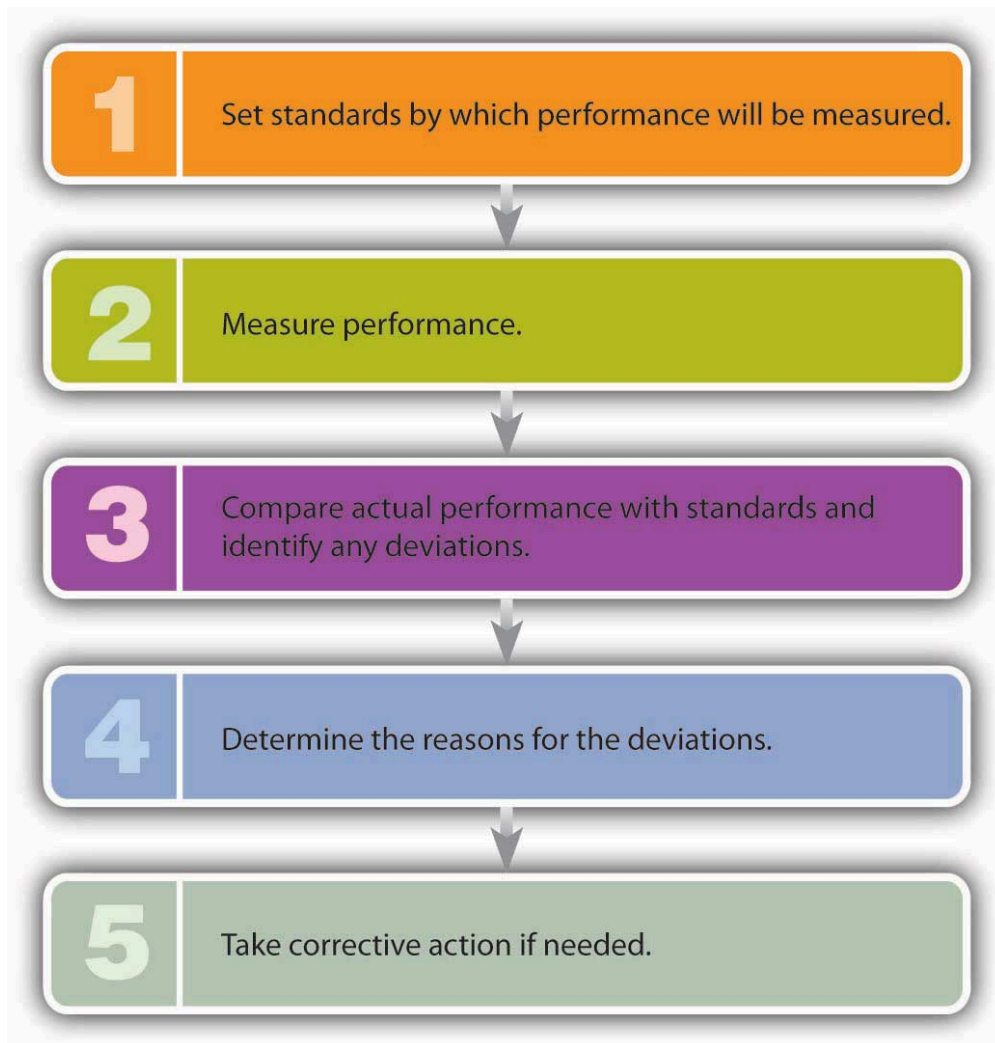 1
Set standards by which performance will be measured.
2
Measure performance.
3
Compare actual performance with standards and
identify any deviations.
4
Determine the reasons for the deviations.
5
Take corrective action if needed.